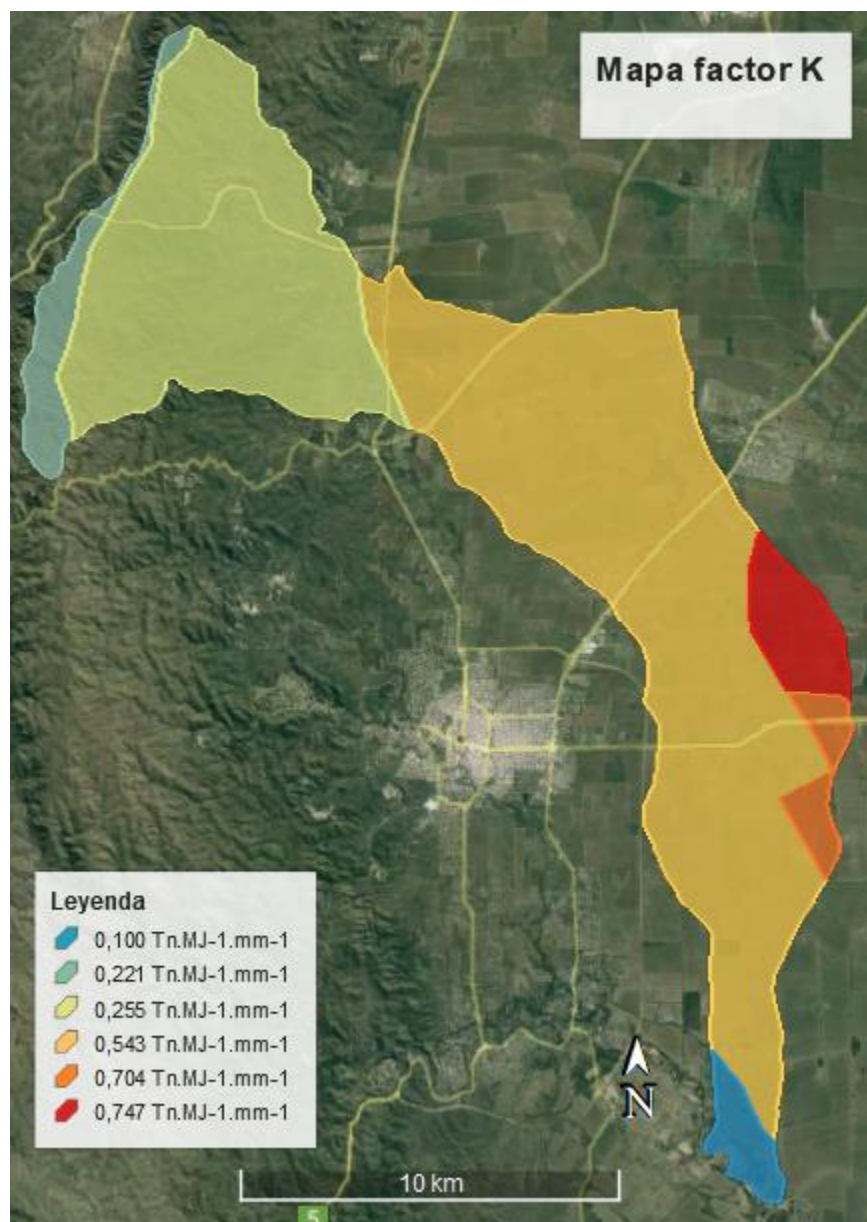 Mapa factor K
Leyenda
0,100 Tn.MJ-1.mm-1
0,221 Tn.MJ-1.mm-1
0,255 Tn.MJ-1.mm-1
0,543 Tn.MJ-1.mm-1
0,704 Tn.MJ-1.mm-1
0,747 Tn.MJ-1.mm-1
N
10 km
5